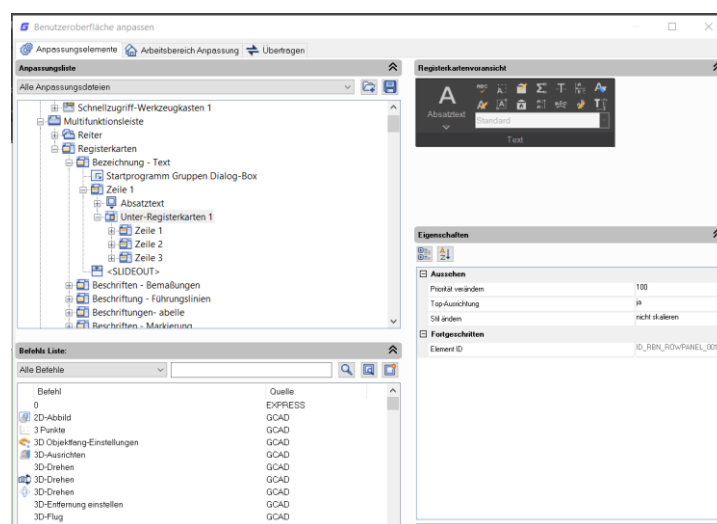 Benutzeroberfläche anpassen
Anpassungselemente Arbeitsbereich Anpassung Übertragen
Anpassungsliste
Alle Anpassungsdateien
Schnellzugriff-Werkzeugkasten 1
Multifunktionsleiste
Reiter
Registerkarten
Bezeichnung - Text
Startprogramm Gruppen Dialog-Box
Zeile 1
Absatztext
Unter-Registerkarten 1
Zeile 1
Zeile 2
Zeile 3
<SLIDEOUT>
Beschriften - Bemaßungen
Beschriftung - Führungslinien
Beschriftungen- abelle
Beschriften - Markierung
Befehls Liste:
Alle Befehle
Befehl Quelle
0 EXPRESS
2D-Abbild GCAD
3 Punkte GCAD
3D Objektfang-Einstellungen GCAD
3D-Ausrichten GCAD
3D-Drehen GCAD
3D-Drehen GCAD
3D-Drehen GCAD
3D-Entfernung einstellen GCAD
3D-Flug GCAD
Registerkartenvoransicht
A
Absatztext
Standard
Text
Eigenschaften
Aussehen
Priorität verändern 100
Top-Ausrichtung ja
Stil ändern nicht skalieren
Fortgeschritten
Element ID ID_RBN_ROWPANEL_001